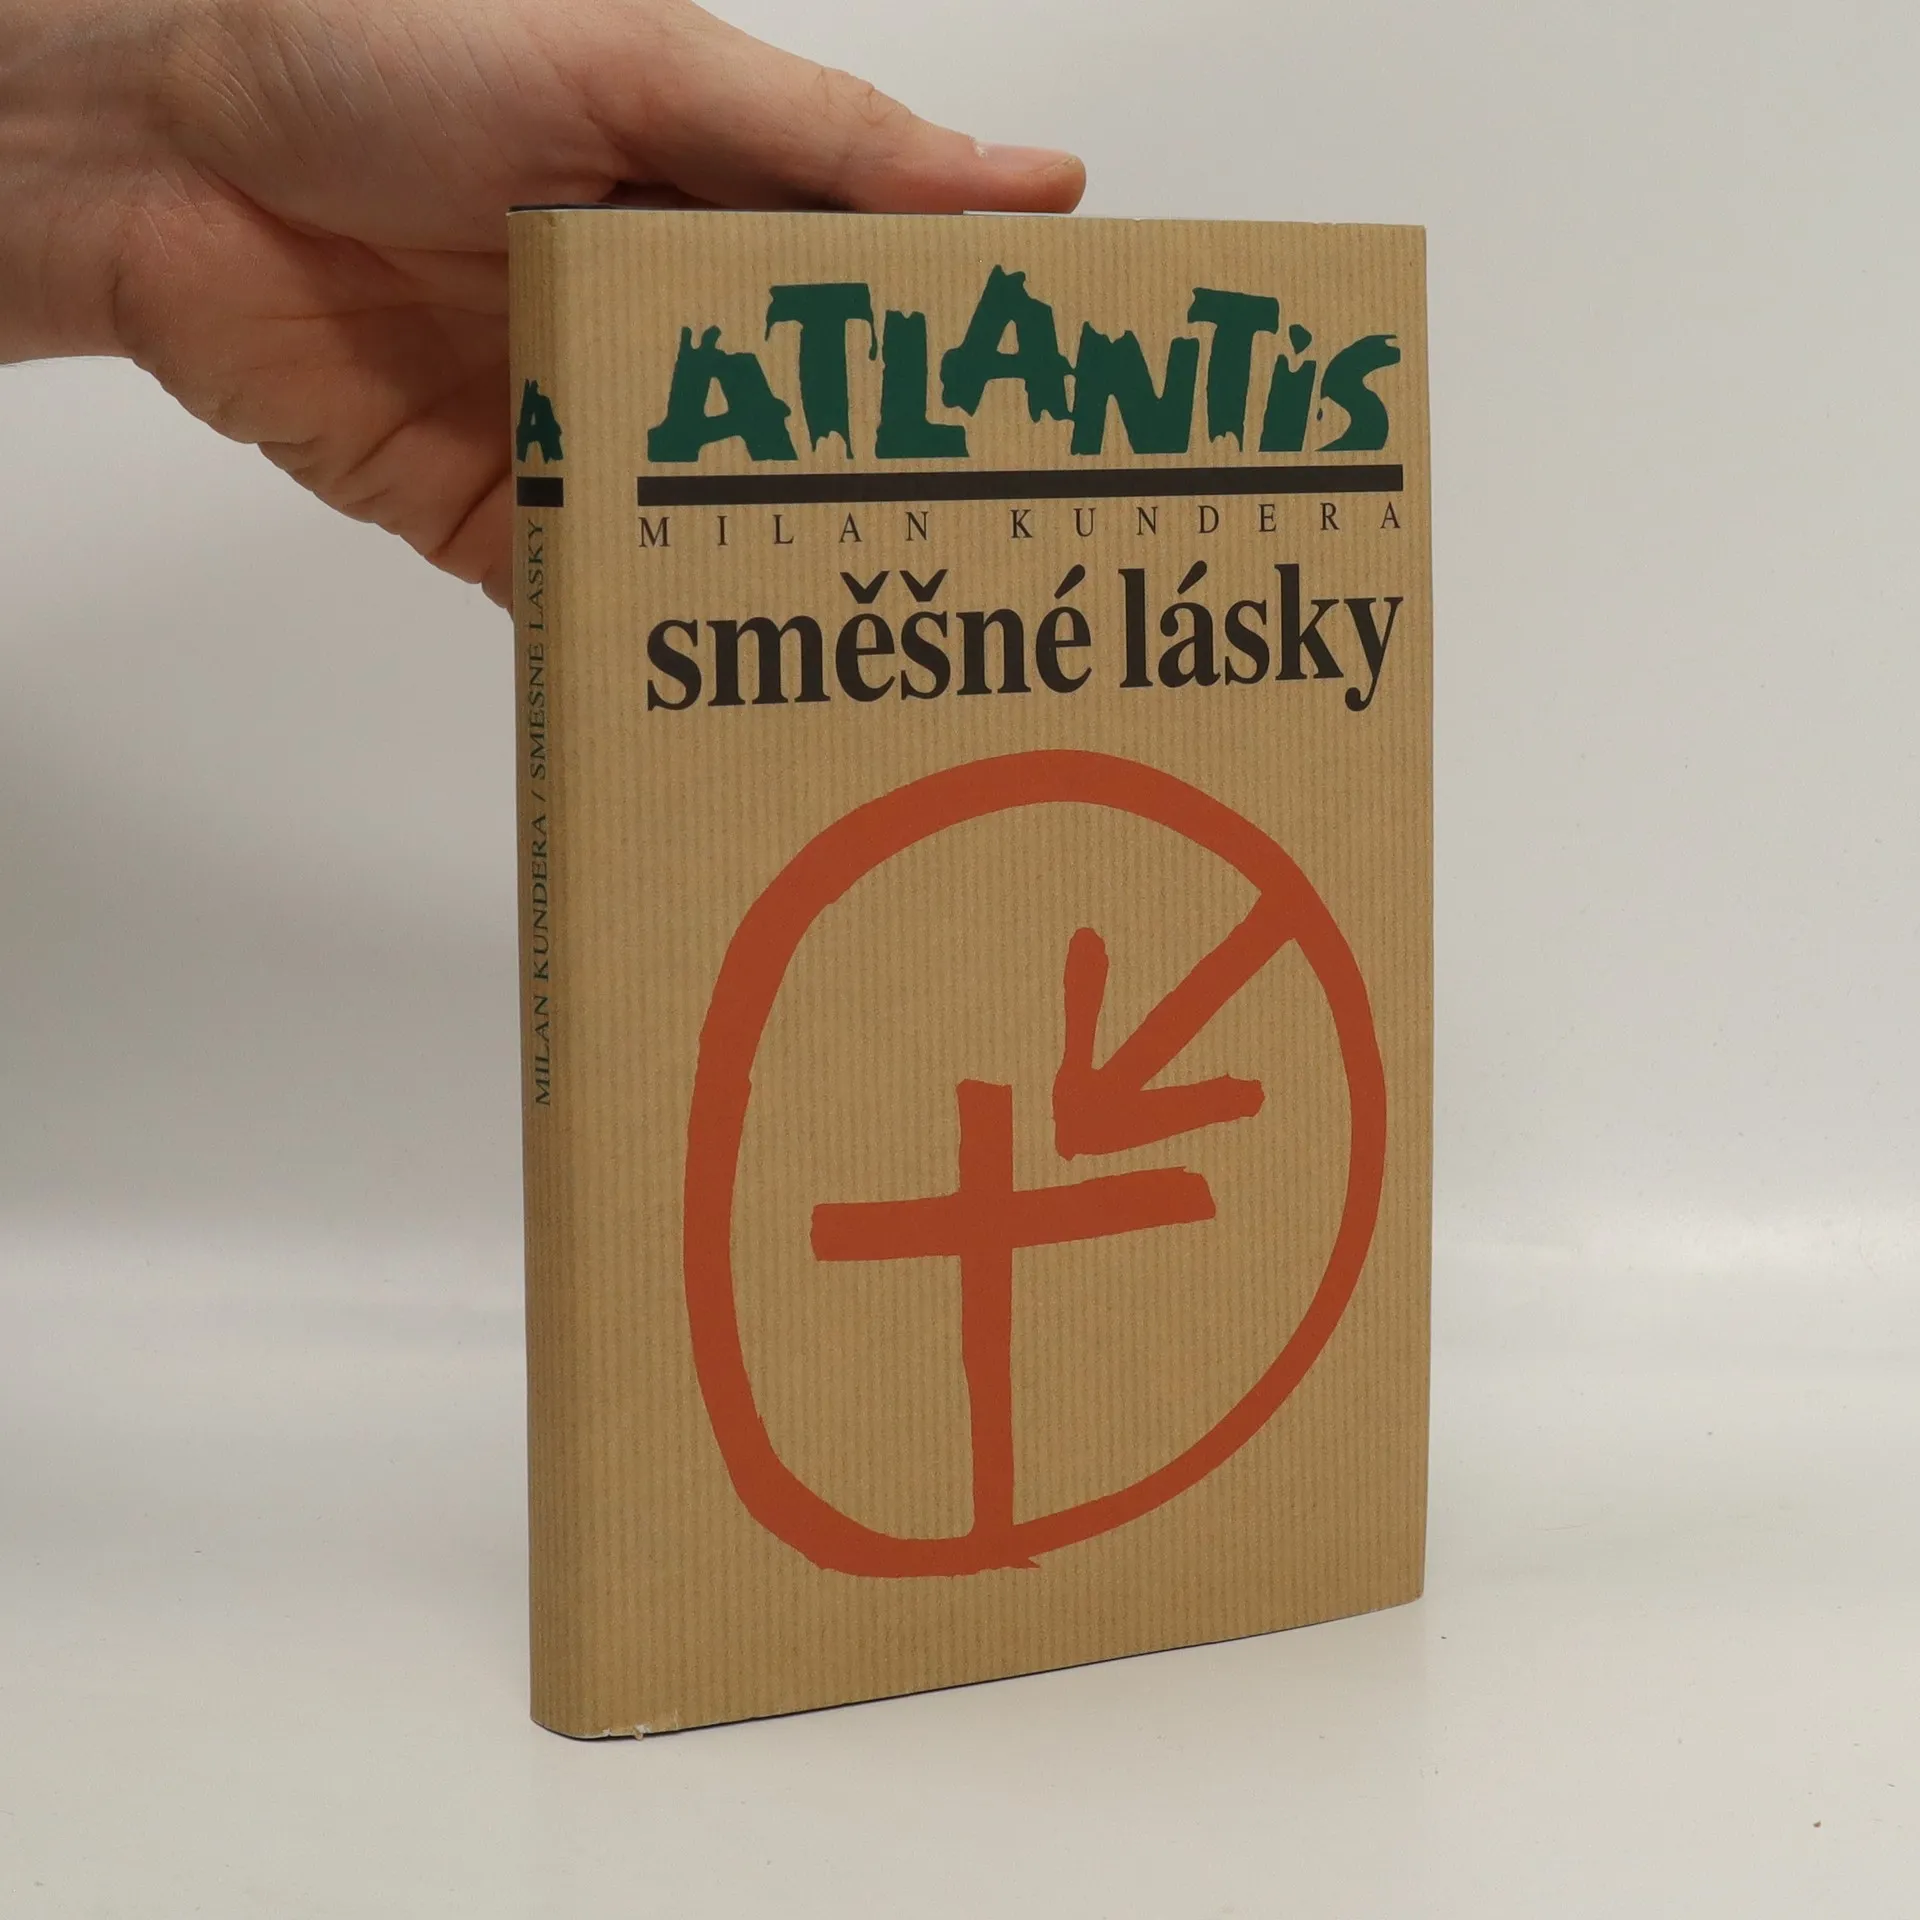 ATLANTIS
MILAN KUNDERA
směšné lásky
A
MILAN KUNDERA / SMĚŠNÉ LÁSKY